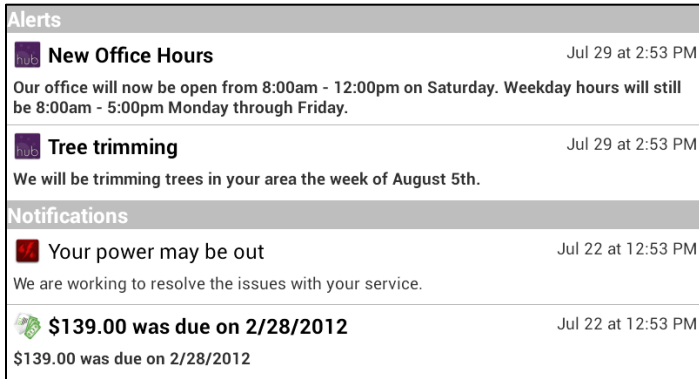 Alerts
hub New Office Hours Jul 29 at 2:53 PM
Our office will now be open from 8:00am - 12:00pm on Saturday. Weekday hours will still
be 8:00am - 5:00pm Monday through Friday.
hub Tree trimming Jul 29 at 2:53 PM
We will be trimming trees in your area the week of August 5th.
Notifications
Your power may be out Jul 22 at 12:53 PM
We are working to resolve the issues with your service.
$139.00 was due on 2/28/2012 Jul 22 at 12:53 PM
$139.00 was due on 2/28/2012